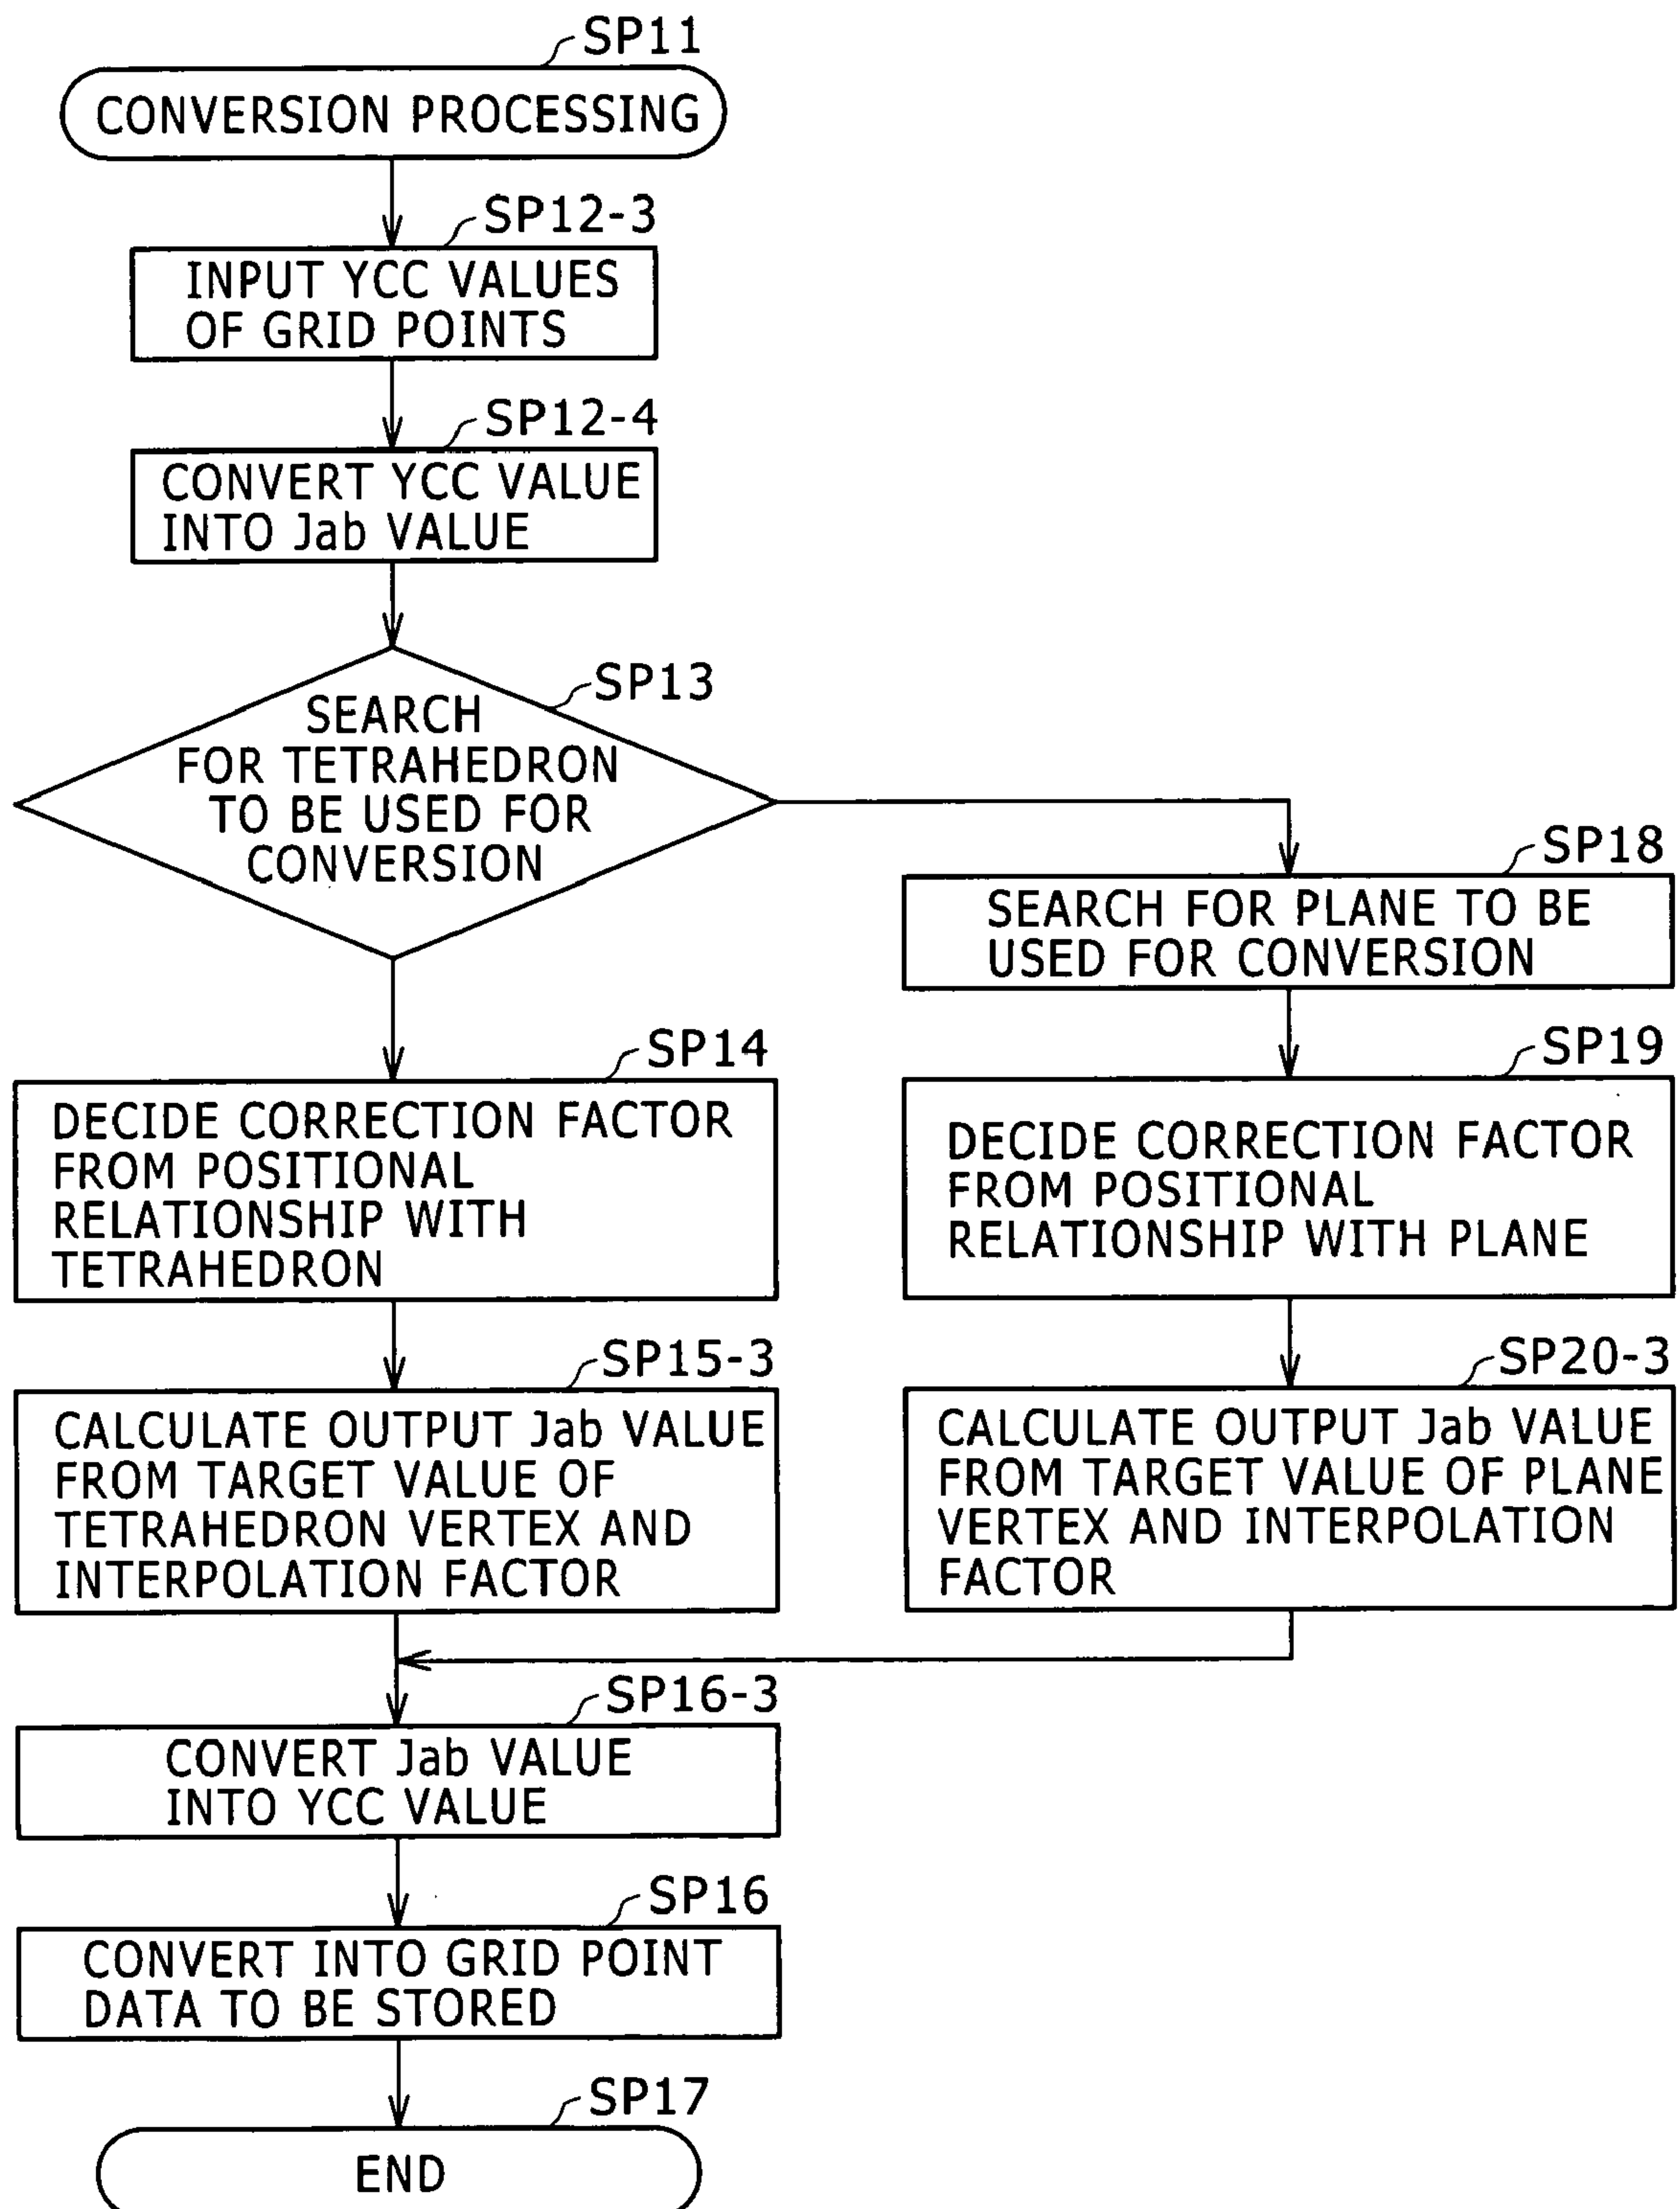 SP11
CONVERSION PROCESSING
SP12-3
INPUT YCC VALUES
OF GRID POINTS
SP12-4
CONVERT YCC VALUE
INTO Jab VALUE
SP13
SEARCH
FOR TETRAHEDRON
TO BE USED FOR
CONVERSION
SP14
DECIDE CORRECTION FACTOR
FROM POSITIONAL
RELATIONSHIP WITH
TETRAHEDRON
SP15-3
CALCULATE OUTPUT Jab VALUE
FROM TARGET VALUE OF
TETRAHEDRON VERTEX AND
INTERPOLATION FACTOR
SP18
SEARCH FOR PLANE TO BE
USED FOR CONVERSION
SP19
DECIDE CORRECTION FACTOR
FROM POSITIONAL
RELATIONSHIP WITH PLANE
SP20-3
CALCULATE OUTPUT Jab VALUE
FROM TARGET VALUE OF PLANE
VERTEX AND INTERPOLATION
FACTOR
SP16-3
CONVERT Jab VALUE
INTO YCC VALUE
SP16
CONVERT INTO GRID POINT
DATA TO BE STORED
SP17
END